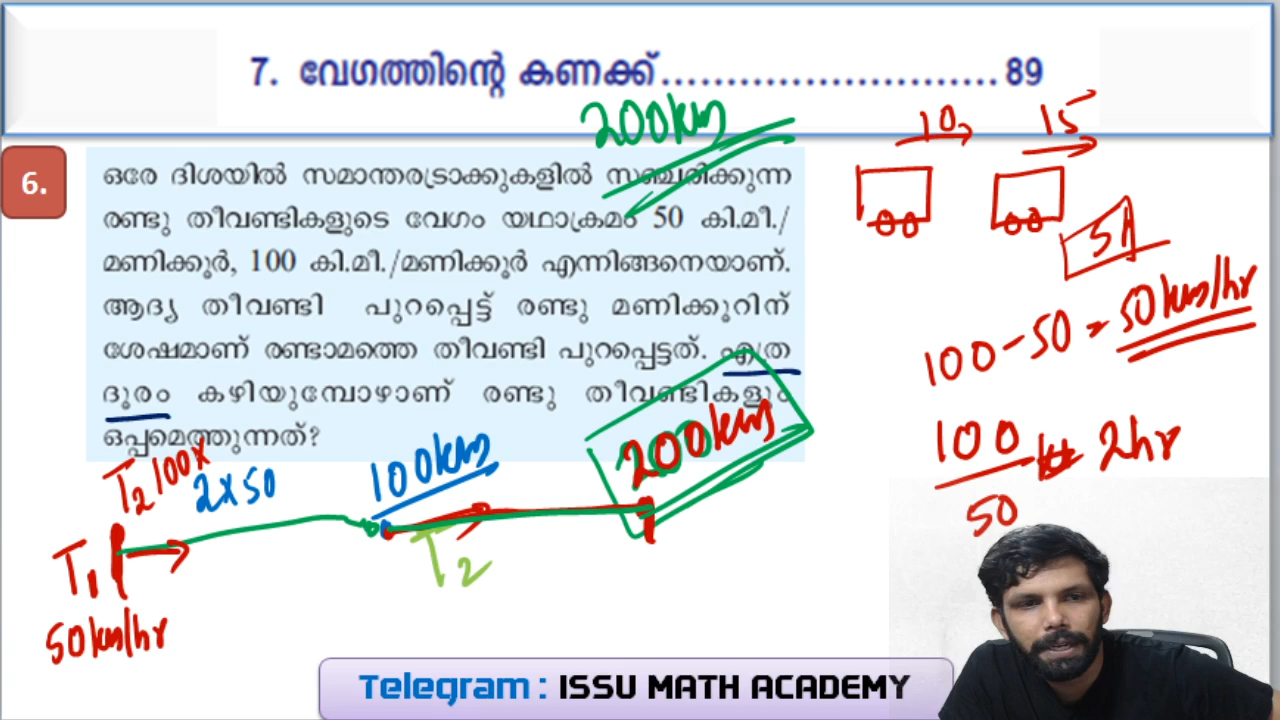 7. വേഗത്തിന്റെ കണക്ക്..........................89
200km
10
15
6.
ഒരേ ദിശയിൽ സമാന്തരട്രാക്കുകളിൽ സഞ്ചരിക്കുന്ന
രണ്ടു തീവണ്ടികളുടെ വേഗം യഥാക്രമം 50 കി.മീ./
മണിക്കൂർ, 100 കി.മീ./മണിക്കൂർ എന്നിങ്ങനെയാണ്.
ആദ്യ തീവണ്ടി പുറപ്പെട്ട് രണ്ടു മണിക്കൂറിന്
ശേഷമാണ് രണ്ടാമത്തെ തീവണ്ടി പുറപ്പെട്ടത്. എത്ര
ദൂരം കഴിയുമ്പോഴാണ് രണ്ടു തീവണ്ടികളും
ഒപ്പമെത്തുന്നത്?
100-50 = 50km/hr
100
50
2hr
200km
100km
T2 100x
2x50
T1
T2
50km/hr
Telegram : ISSU MATH ACADEMY